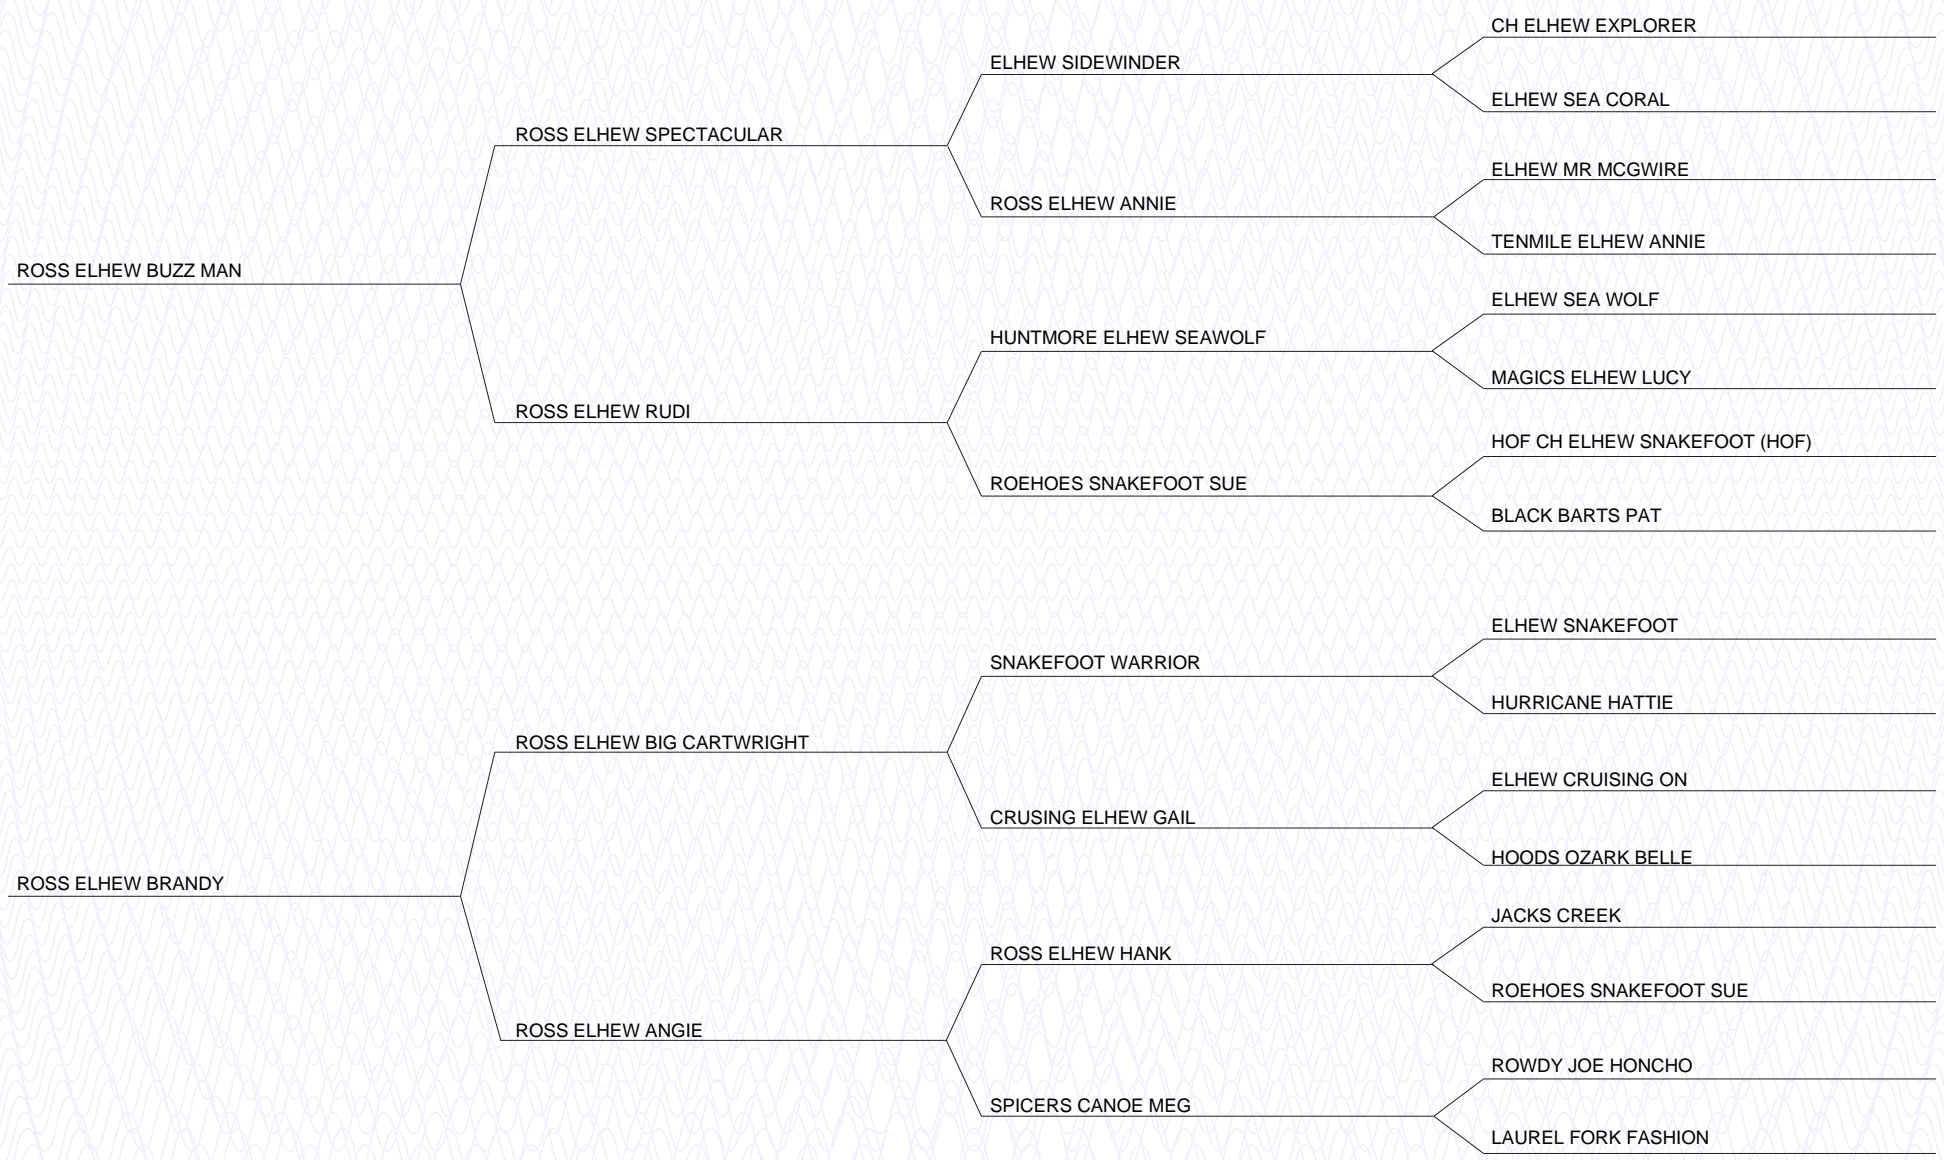 CH ELHEW EXPLORER
ELHEW SIDEWINDER
ELHEW SEA CORAL
ROSS ELHEW SPECTACULAR
ELHEW MR MCGWIRE
ROSS ELHEW ANNIE
TENMILE ELHEW ANNIE
ROSS ELHEW BUZZ MAN
ELHEW SEA WOLF
HUNTMORE ELHEW SEAWOLF
MAGICS ELHEW LUCY
ROSS ELHEW RUDI
HOF CH ELHEW SNAKEFOOT (HOF)
ROEHOES SNAKEFOOT SUE
BLACK BARTS PAT
ELHEW SNAKEFOOT
SNAKEFOOT WARRIOR
HURRICANE HATTIE
ROSS ELHEW BIG CARTWRIGHT
ELHEW CRUISING ON
CRUSING ELHEW GAIL
HOODS OZARK BELLE
ROSS ELHEW BRANDY
JACKS CREEK
ROSS ELHEW HANK
ROEHOES SNAKEFOOT SUE
ROSS ELHEW ANGIE
ROWDY JOE HONCHO
SPICERS CANOE MEG
LAUREL FORK FASHION